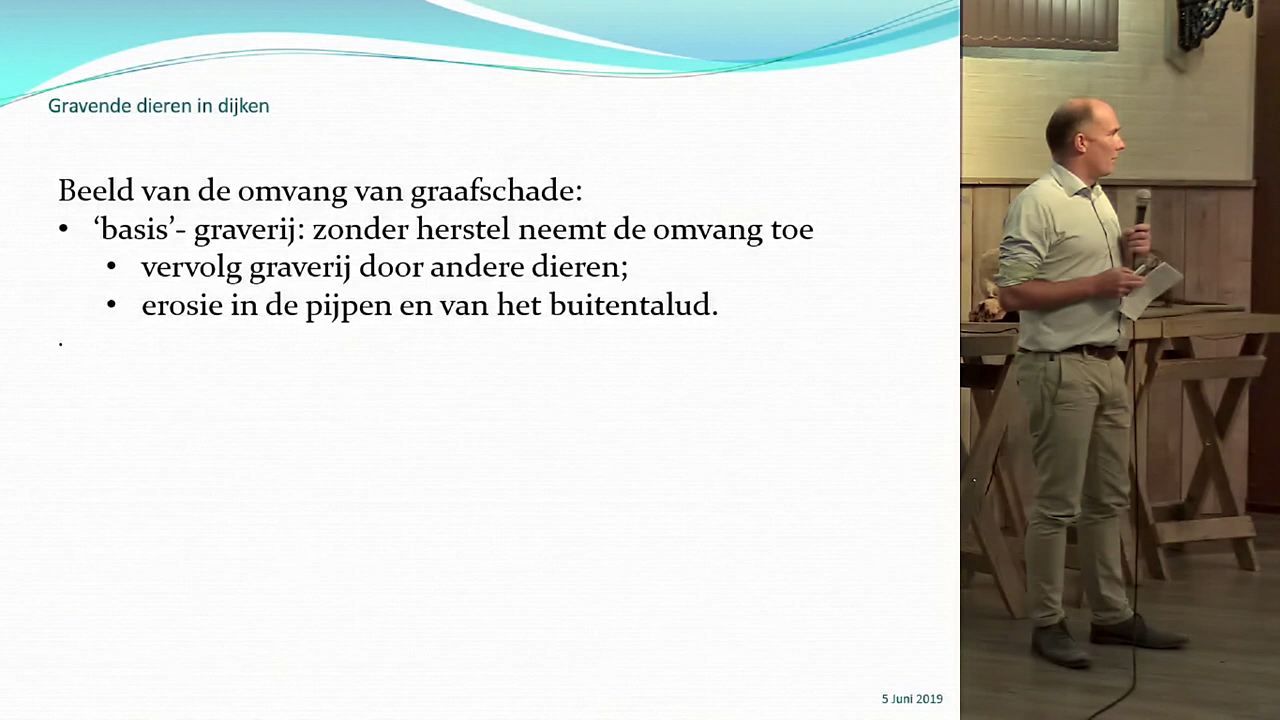 Gravende dieren in dijken
Beeld van de omvang van graafschade:
• ‘basis’- graverij: zonder herstel neemt de omvang toe
• vervolg graverij door andere dieren;
• erosie in de pijpen en van het buitentalud.
.
5 Juni 2019